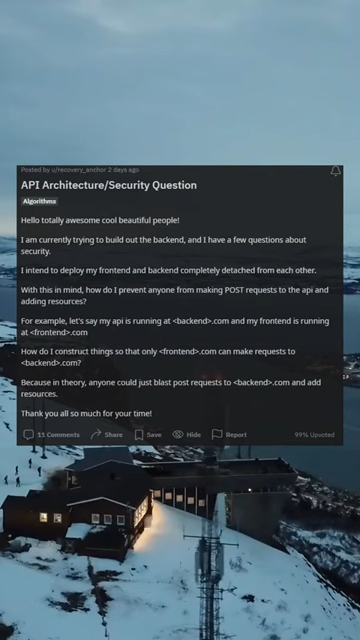 Posted by u/recovery_anchor 2 days ago
API Architecture/Security Question
Algorithms
Hello totally awesome cool beautiful people!
I am currently trying to build out the backend, and I have a few questions about
security.
I intend to deploy my frontend and backend completely detached from each other.
With this in mind, how do I prevent anyone from making POST requests to the api and
adding resources?
For example, let's say my api is running at <backend>.com and my frontend is running
at <frontend>.com
How do I construct things so that only <frontend>.com can make requests to
<backend>.com?
Because in theory, anyone could just blast post requests to <backend>.com and add
resources.
Thank you all so much for your time!
11 Comments Share Save Hide Report 99% Upvoted